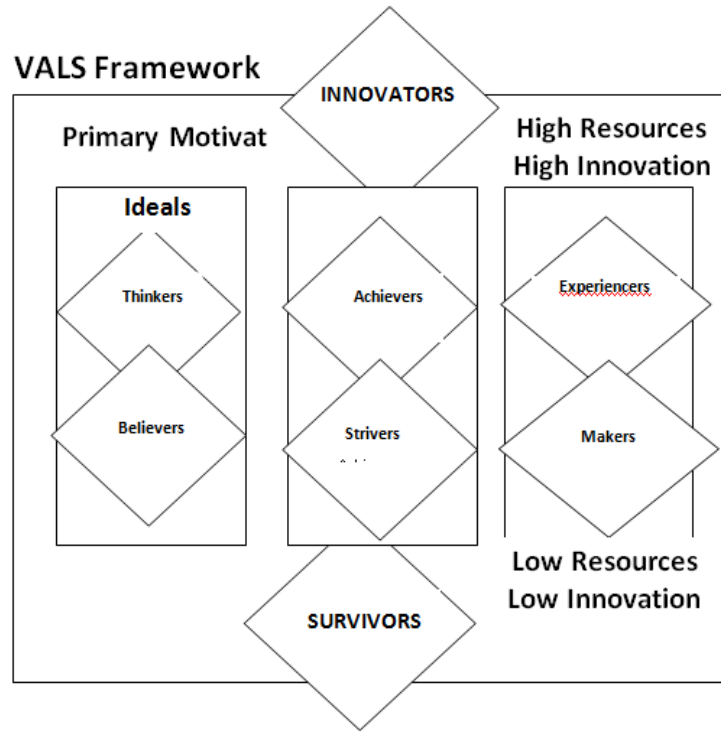 VALS Framework
INNOVATORS
Primary Motivat
High Resources
High Innovation
Ideals
Thinkers
Achievers
Experiencers
Believers
Strivers
Makers
Low Resources
Low Innovation
SURVIVORS